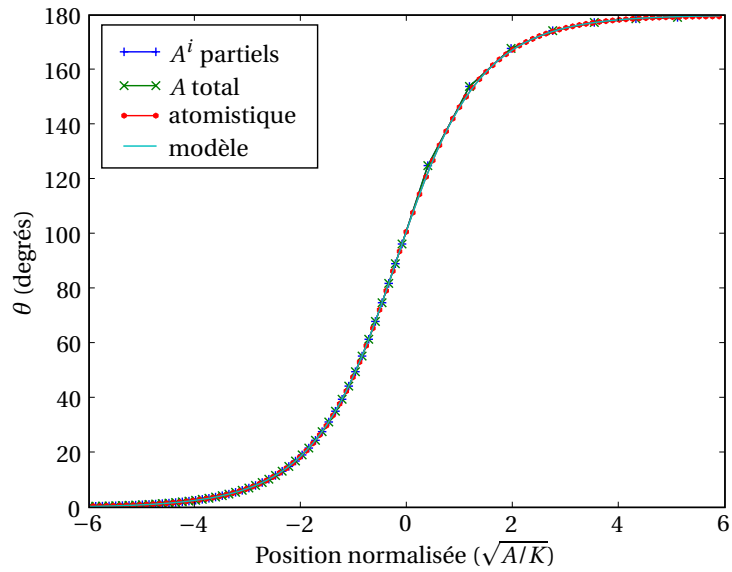 180
160
140
120
100
80
60
40
20
0
θ (degrés)
A^i partiels
A total
atomistique
modèle
−6 −4 −2 0 2 4 6
Position normalisée (√A/K)